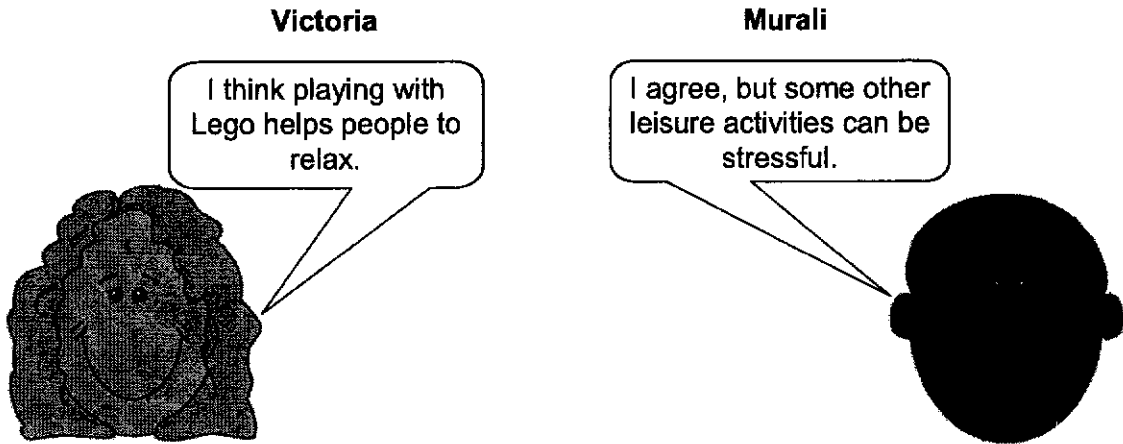 Victoria
Murali
I think playing with
Lego helps people to
relax.
I agree, but some other
leisure activities can be
stressful.